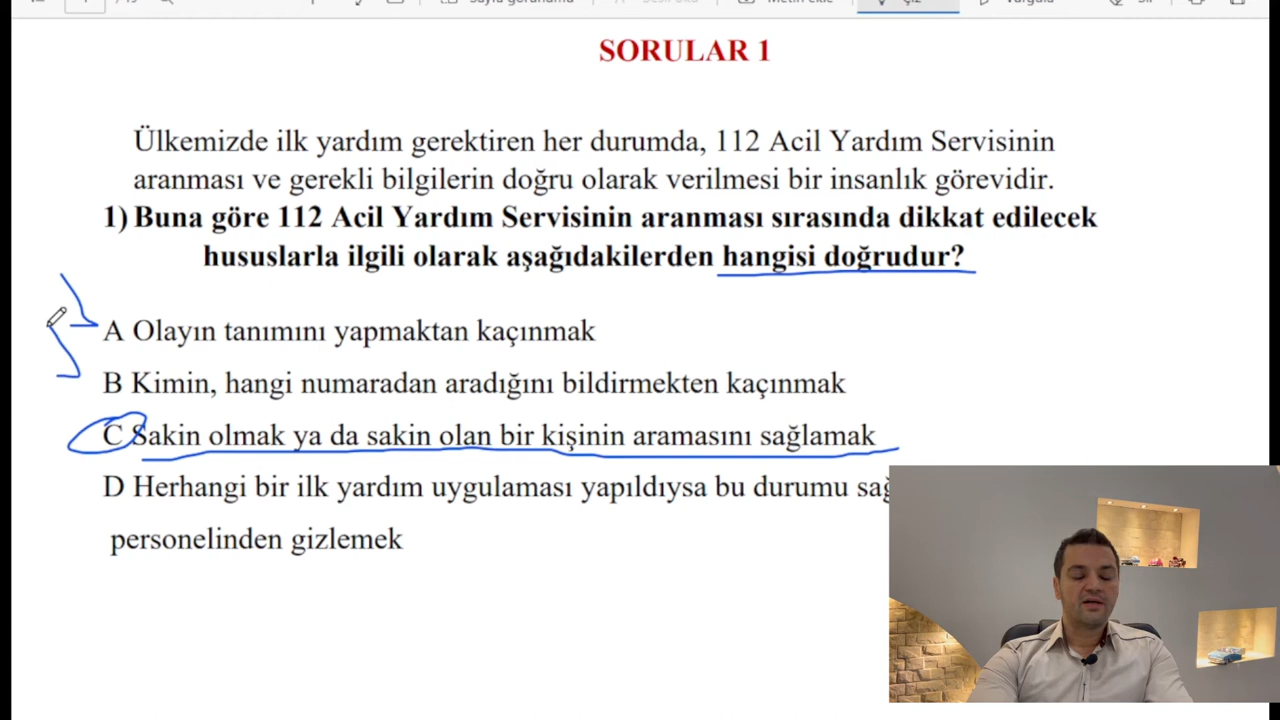 SORULAR 1
Ülkemizde ilk yardım gerektiren her durumda, 112 Acil Yardım Servisinin
aranması ve gerekli bilgilerin doğru olarak verilmesi bir insanlık görevidir.
1) Buna göre 112 Acil Yardım Servisinin aranması sırasında dikkat edilecek
hususlarla ilgili olarak aşağıdakilerden hangisi doğrudur?
A Olayın tanımını yapmaktan kaçınmak
B Kimin, hangi numaradan aradığını bildirmekten kaçınmak
C Sakin olmak ya da sakin olan bir kişinin aramasını sağlamak
D Herhangi bir ilk yardım uygulaması yapıldıysa bu durumu
personelinden gizlemek